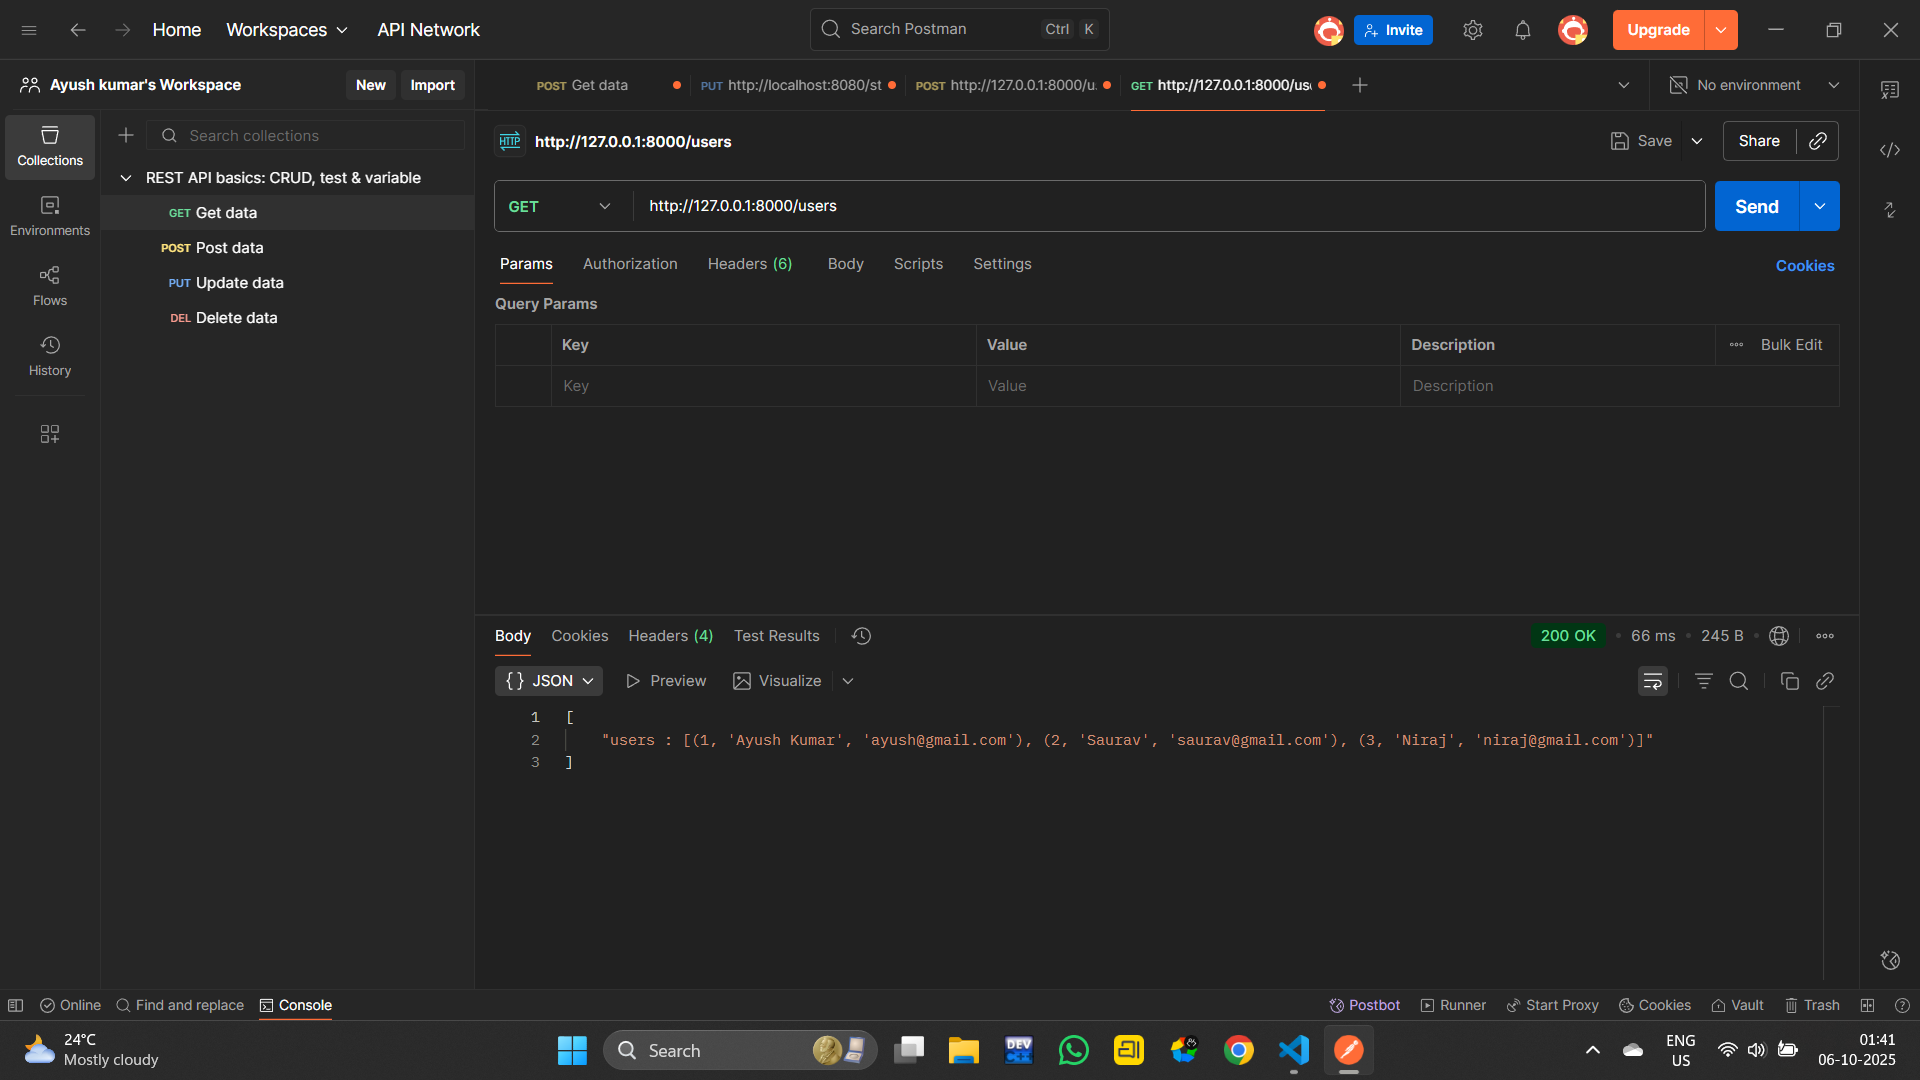 Home
Workspaces
API Network
Search Postman
Ctrl K
Invite
Upgrade
Ayush kumar's Workspace
New
Import
POST Get data
PUT http://localhost:8080/st
POST http://127.0.0.1:8000/u
GET http://127.0.0.1:8000/us
No environment
Collections
Environments
Flows
History
Search collections
REST API basics: CRUD, test & variable
GET Get data
POST Post data
PUT Update data
DEL Delete data
HTTP http://127.0.0.1:8000/users
Save
Share
GET
http://127.0.0.1:8000/users
Send
Params
Authorization
Headers (6)
Body
Scripts
Settings
Cookies
Query Params
Key
Value
Description
Bulk Edit
Key
Value
Description
Body
Cookies
Headers (4)
Test Results
200 OK
66 ms
245 B
{} JSON
Preview
Visualize
1 [
2 "users : [(1, 'Ayush Kumar', 'ayush@gmail.com'), (2, 'Saurav', 'saurav@gmail.com'), (3, 'Niraj', 'niraj@gmail.com')]"
3 ]
Online
Find and replace
Console
Postbot
Runner
Start Proxy
Cookies
Vault
Trash
24°C
Mostly cloudy
Search
DEV
C++
ENG
US
01:41
06-10-2025